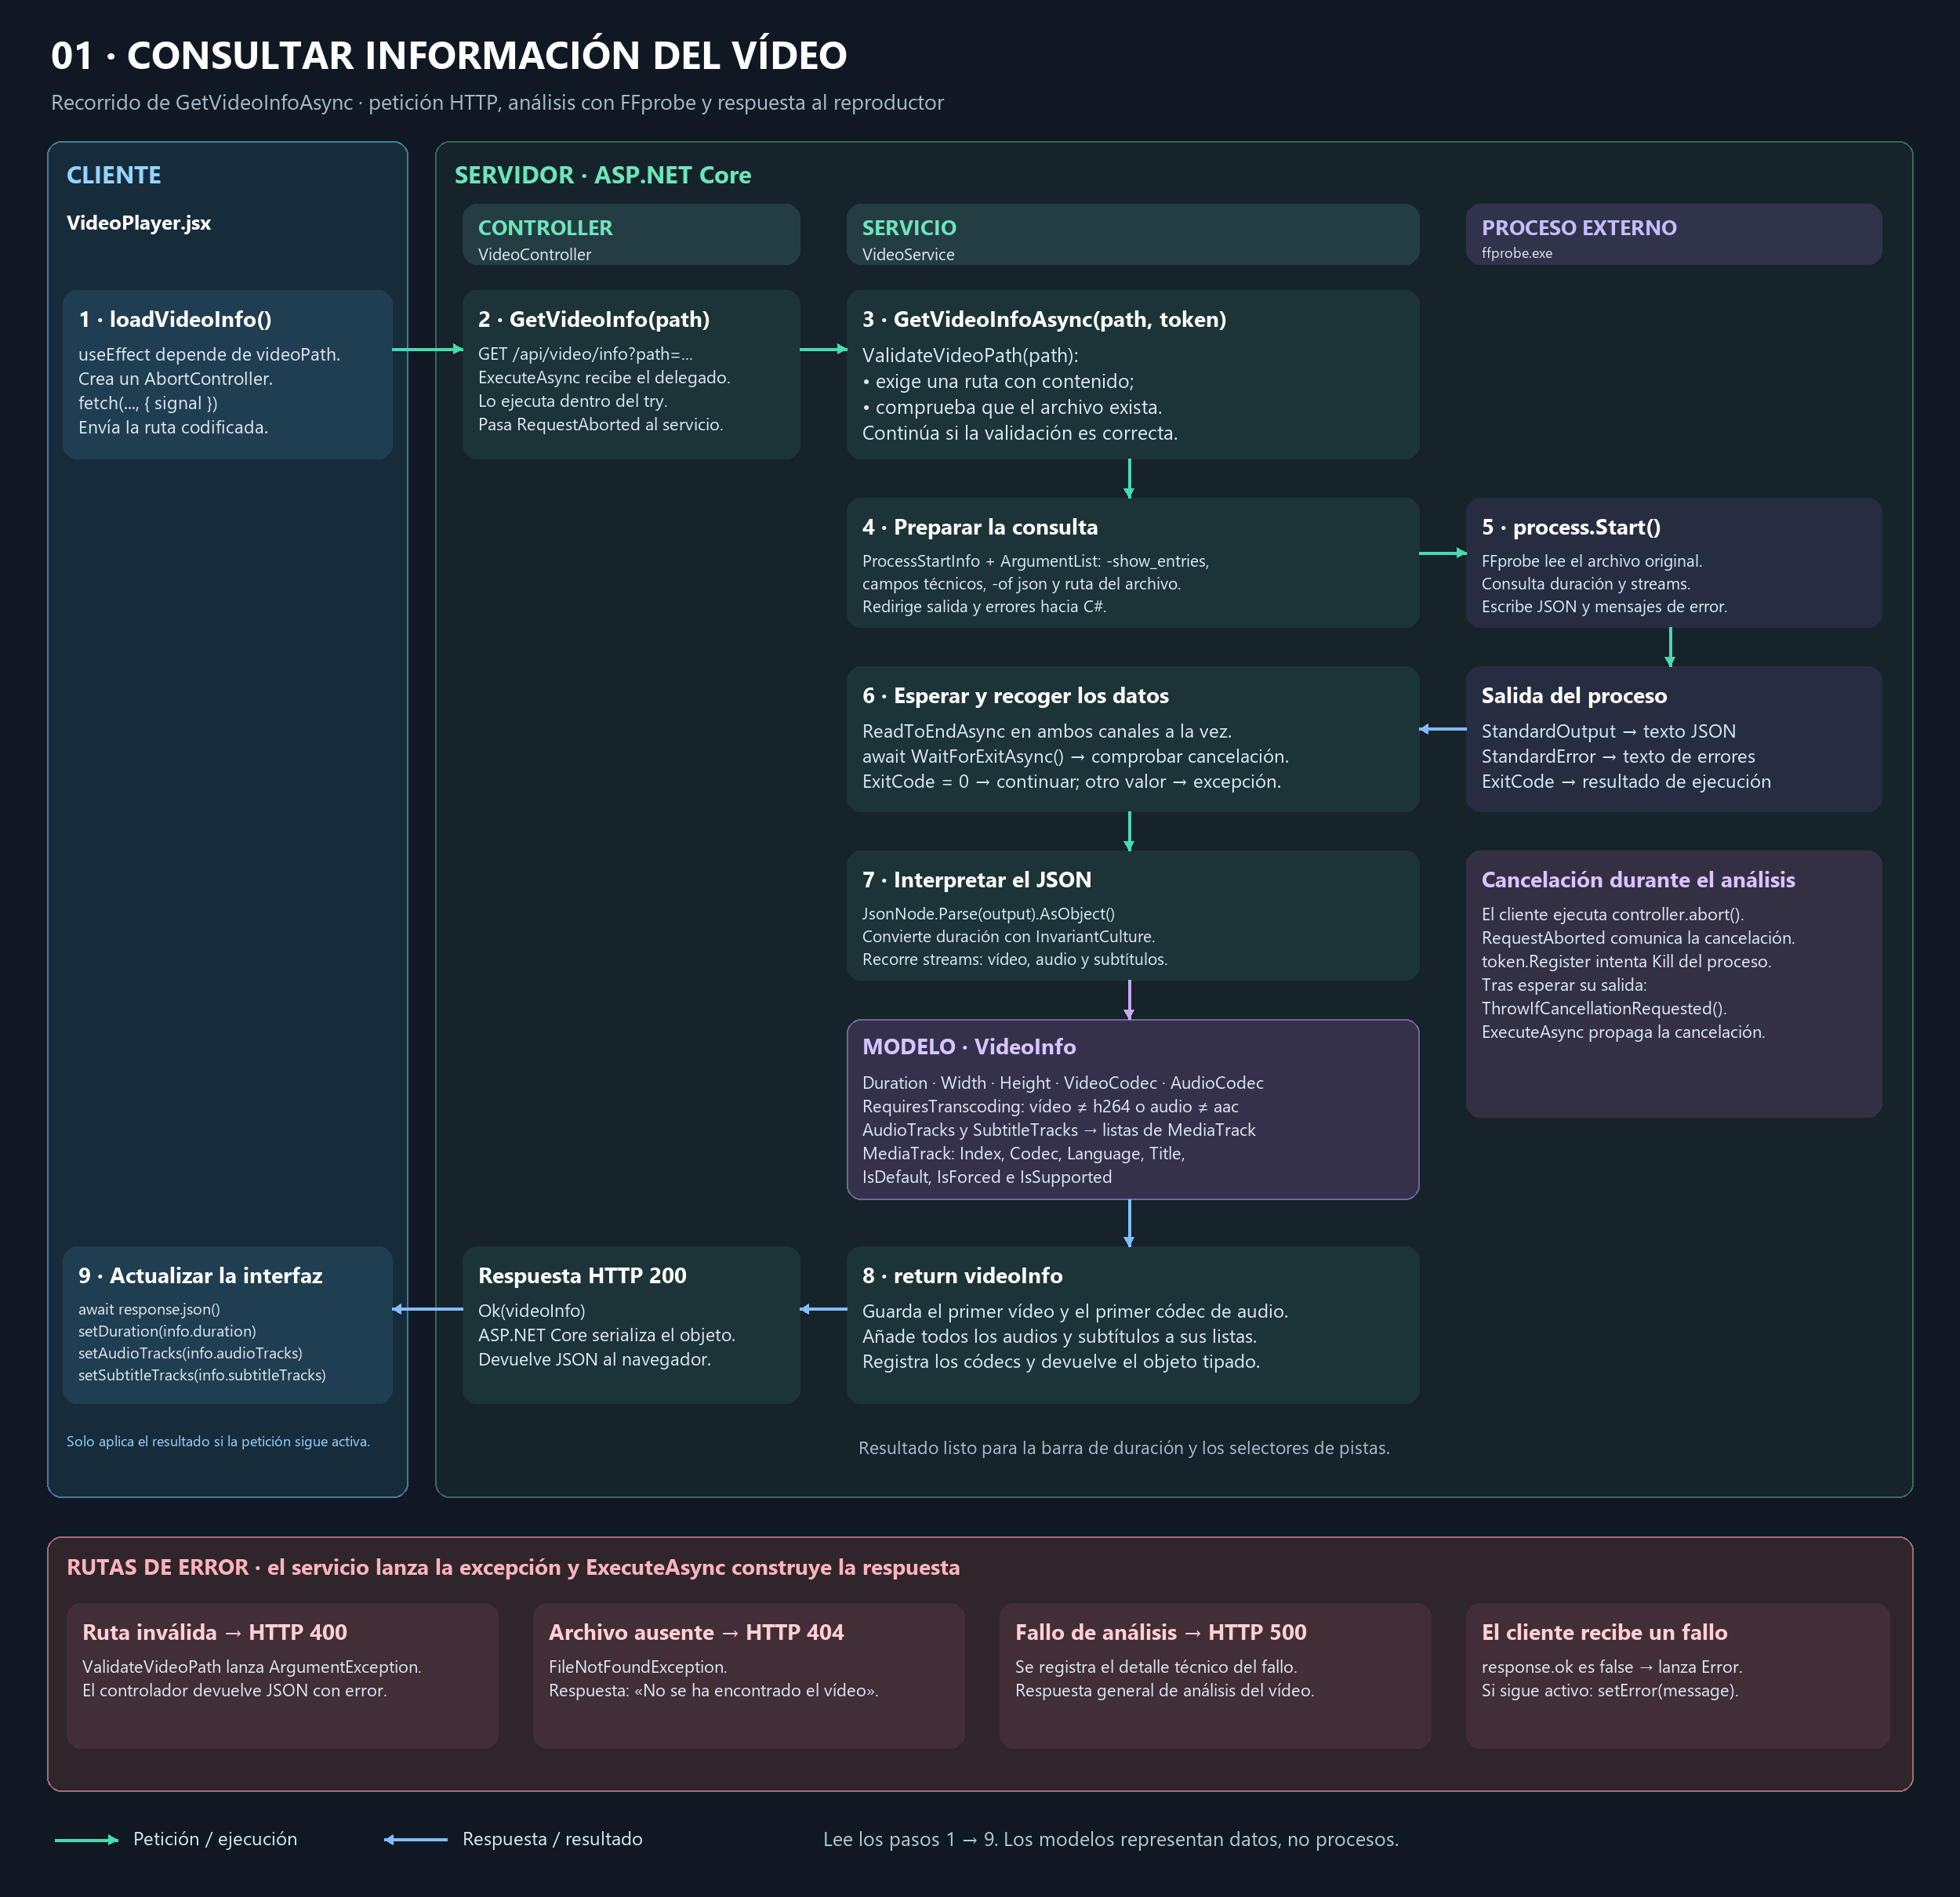 01 · CONSULTAR INFORMACIÓN DEL VÍDEO
Recorrido de GetVideoInfoAsync · petición HTTP, análisis con FFprobe y respuesta al reproductor
CLIENTE
VideoPlayer.jsx
SERVIDOR · ASP.NET Core
CONTROLLER
VideoController
SERVICIO
VideoService
PROCESO EXTERNO
ffprobe.exe
1 · loadVideoInfo()
useEffect depende de videoPath.
Crea un AbortController.
fetch(..., { signal })
Envía la ruta codificada.
2 · GetVideoInfo(path)
GET /api/video/info?path=...
ExecuteAsync recibe el delegado.
Lo ejecuta dentro del try.
Pasa RequestAborted al servicio.
3 · GetVideoInfoAsync(path, token)
ValidateVideoPath(path):
• exige una ruta con contenido;
• comprueba que el archivo exista.
Continúa si la validación es correcta.
4 · Preparar la consulta
ProcessStartInfo + ArgumentList: -show_entries,
campos técnicos, -of json y ruta del archivo.
Redirige salida y errores hacia C#.
5 · process.Start()
FFprobe lee el archivo original.
Consulta duración y streams.
Escribe JSON y mensajes de error.
6 · Esperar y recoger los datos
ReadToEndAsync en ambos canales a la vez.
await WaitForExitAsync() → comprobar cancelación.
ExitCode = 0 → continuar; otro valor → excepción.
Salida del proceso
StandardOutput → texto JSON
StandardError → texto de errores
ExitCode → resultado de ejecución
7 · Interpretar el JSON
JsonNode.Parse(output).AsObject()
Convierte duración con InvariantCulture.
Recorre streams: vídeo, audio y subtítulos.
Cancelación durante el análisis
El cliente ejecuta controller.abort().
RequestAborted comunica la cancelación.
token.Register intenta Kill del proceso.
Tras esperar su salida:
ThrowIfCancellationRequested().
ExecuteAsync propaga la cancelación.
MODELO · VideoInfo
Duration · Width · Height · VideoCodec · AudioCodec
RequiresTranscoding: vídeo ≠ h264 o audio ≠ aac
AudioTracks y SubtitleTracks → listas de MediaTrack
MediaTrack: Index, Codec, Language, Title,
IsDefault, IsForced e IsSupported
9 · Actualizar la interfaz
await response.json()
setDuration(info.duration)
setAudioTracks(info.audioTracks)
setSubtitleTracks(info.subtitleTracks)
Respuesta HTTP 200
Ok(videoInfo)
ASP.NET Core serializa el objeto.
Devuelve JSON al navegador.
8 · return videoInfo
Guarda el primer vídeo y el primer códec de audio.
Añade todos los audios y subtítulos a sus listas.
Registra los códecs y devuelve el objeto tipado.
Solo aplica el resultado si la petición sigue activa.
Resultado listo para la barra de duración y los selectores de pistas.
RUTAS DE ERROR · el servicio lanza la excepción y ExecuteAsync construye la respuesta
Ruta inválida → HTTP 400
ValidateVideoPath lanza ArgumentException.
El controlador devuelve JSON con error.
Archivo ausente → HTTP 404
FileNotFoundException.
Respuesta: «No se ha encontrado el vídeo».
Fallo de análisis → HTTP 500
Se registra el detalle técnico del fallo.
Respuesta general de análisis del vídeo.
El cliente recibe un fallo
response.ok es false → lanza Error.
Si sigue activo: setError(message).
Petición / ejecución
Respuesta / resultado
Lee los pasos 1 → 9. Los modelos representan datos, no procesos.